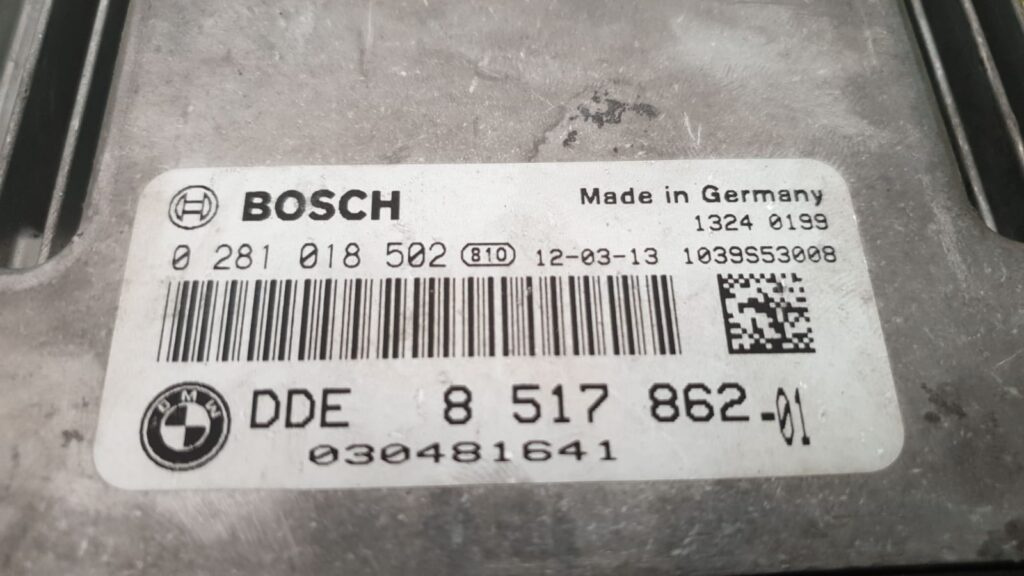 BOSCH Made in Germany
1324 0199
0 281 018 502 810 12-03-13 1039S53008
BMW DDE 8 517 862-01
030481641